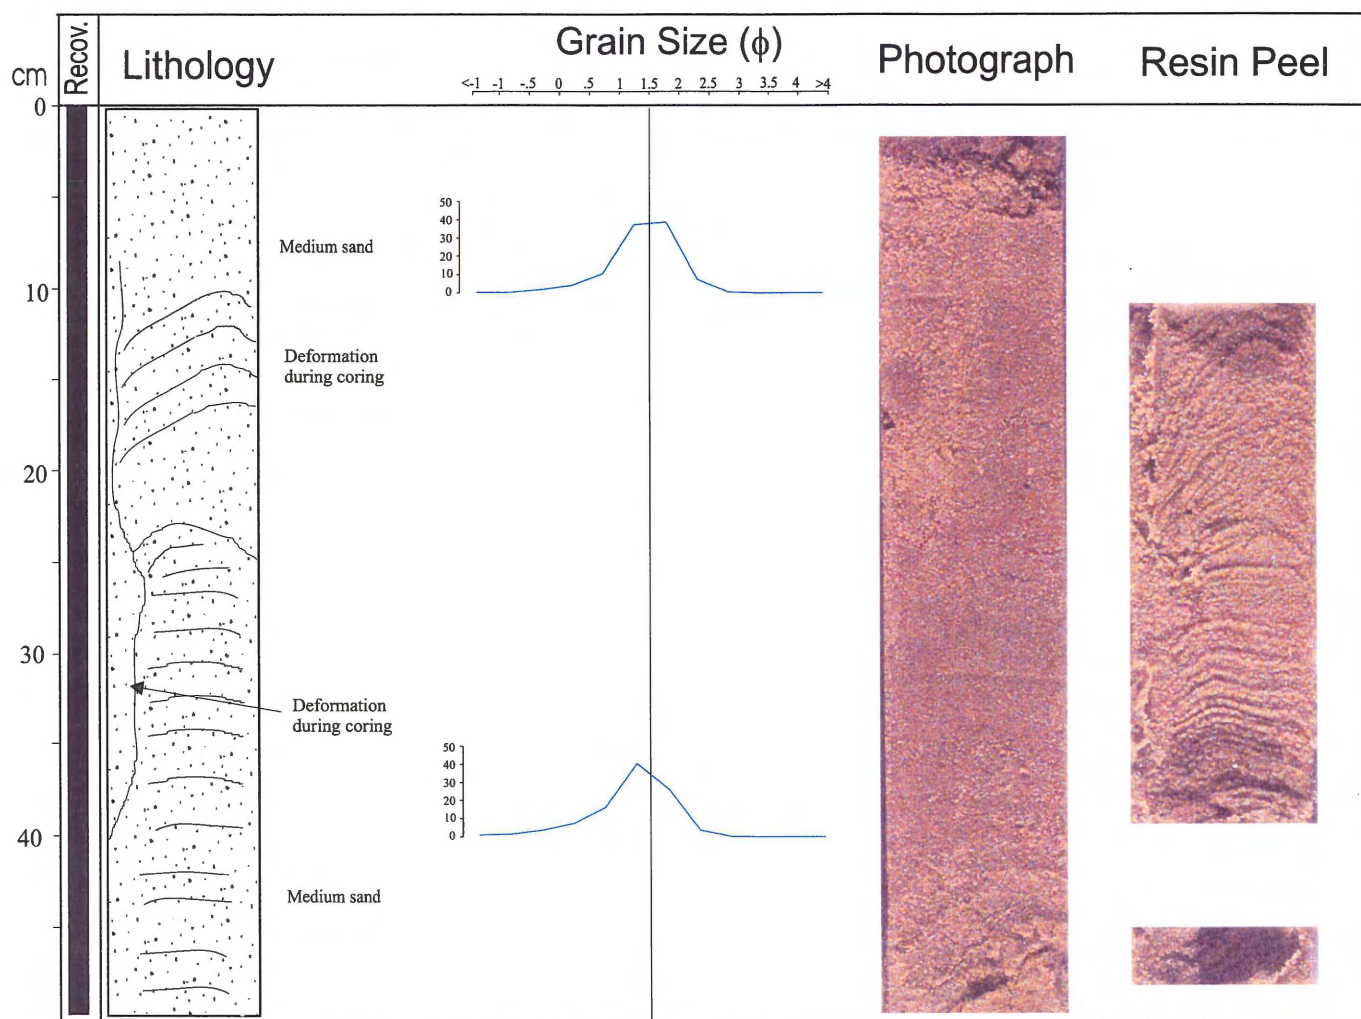 cm
Recov.
Lithology
Grain Size (ϕ)
Photograph
Resin Peel
<-1 -1 -.5 0 .5 1 1.5 2 2.5 3 3.5 4 >4
0
50
40
30
20
10
0
Medium sand
10
Deformation
during coring
20
30
Deformation
during coring
50
40
30
20
10
0
40
Medium sand